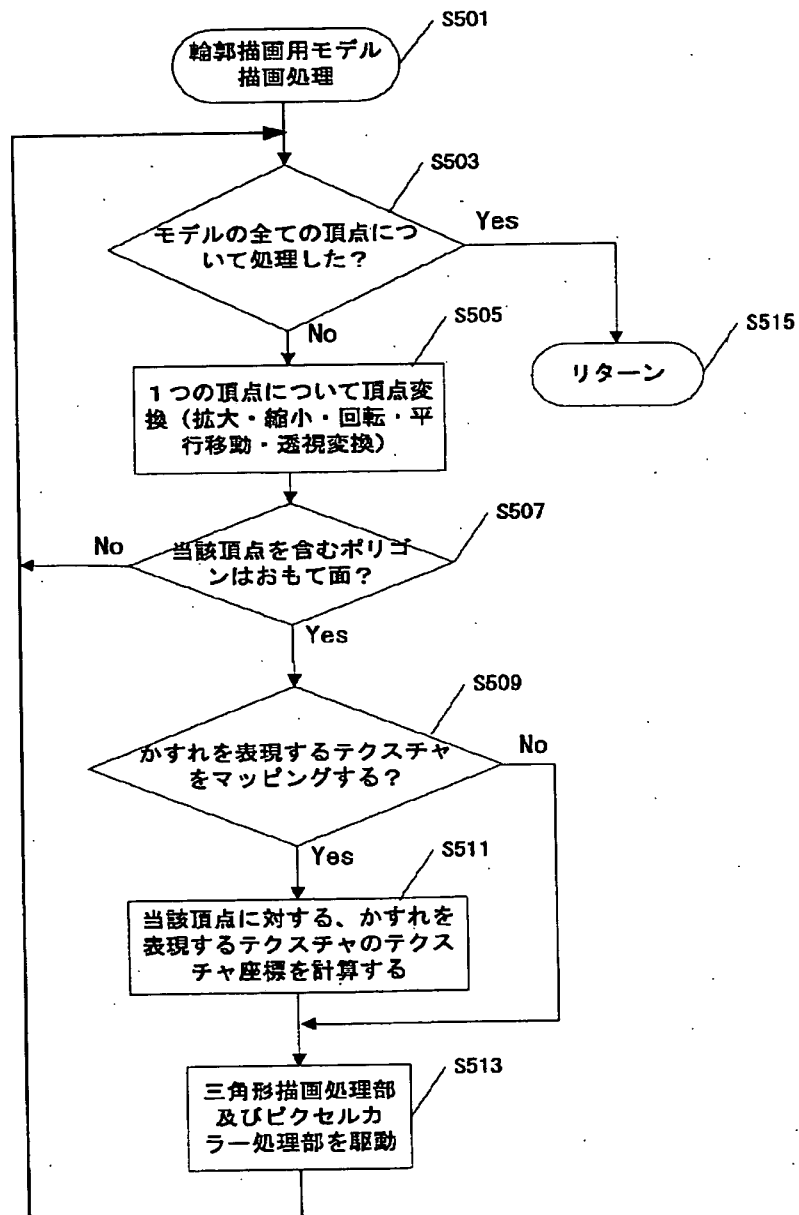 S501
輪郭描画用モデル
描画処理
S503
モデルの全ての頂点につ
いて処理した？
Yes
No
S505
S515
リターン
１つの頂点について頂点変
換（拡大・縮小・回転・平
行移動・透視変換）
S507
No
当該頂点を含むポリゴ
ンはおもて面？
Yes
S509
かすれを表現するテクスチャ
をマッピングする？
No
Yes
S511
当該頂点に対する、かすれを
表現するテクスチャのテクス
チャ座標を計算する
S513
三角形描画処理部
及びピクセルカ
ラー処理部を駆動